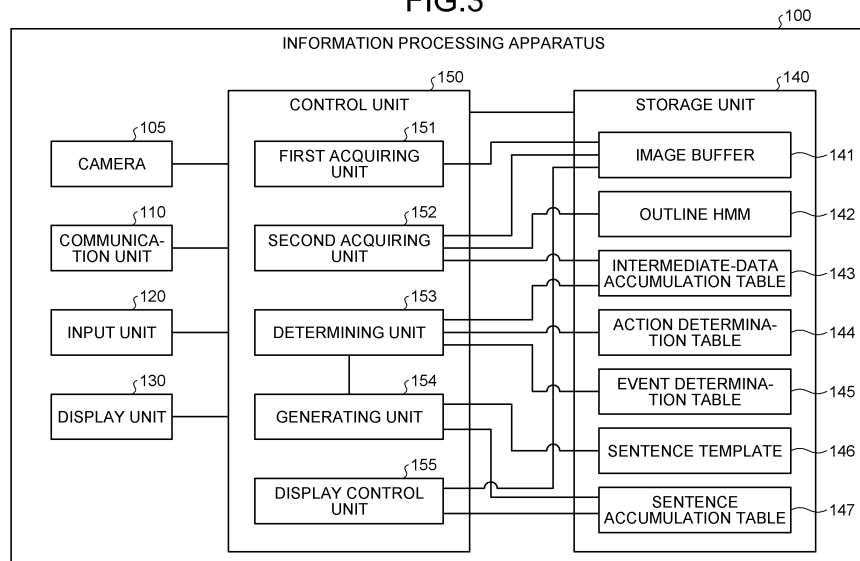 FIG.3
100
INFORMATION PROCESSING APPARATUS
150
CONTROL UNIT
140
STORAGE UNIT
105
CAMERA
110
COMMUNICA-
TION UNIT
120
INPUT UNIT
130
DISPLAY UNIT
151
FIRST ACQUIRING
UNIT
152
SECOND ACQUIRING
UNIT
153
DETERMINING UNIT
154
GENERATING UNIT
155
DISPLAY CONTROL
UNIT
IMAGE BUFFER
141
OUTLINE HMM
142
INTERMEDIATE-DATA
ACCUMULATION TABLE
143
ACTION DETERMINA-
TION TABLE
144
EVENT DETERMINA-
TION TABLE
145
SENTENCE TEMPLATE
146
SENTENCE
ACCUMULATION TABLE
147